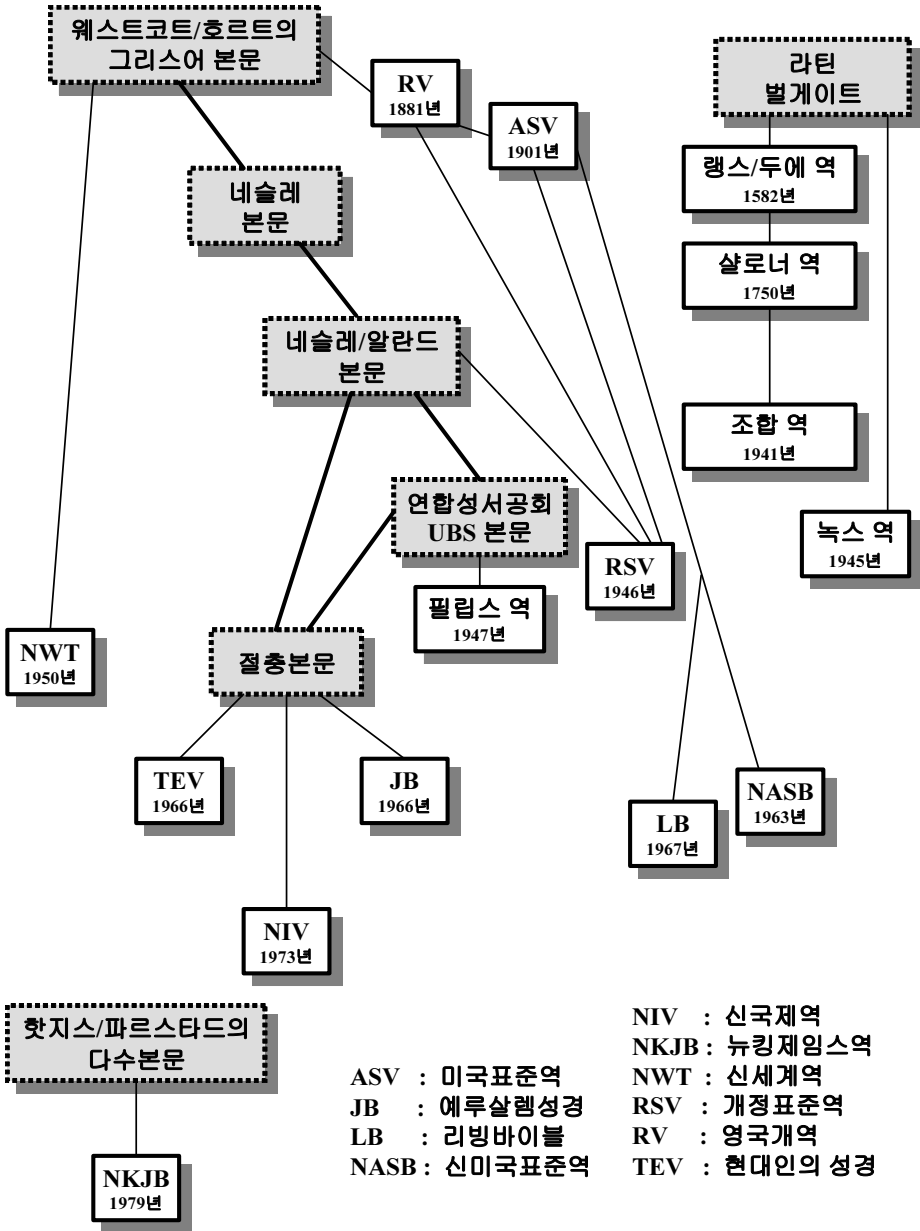 웨스트코트/호르트의
그리스어 본문
RV
1881년
ASV
1901년
라틴
벌게이트
랭스/두에 역
1582년
네슬레
본문
샬로너 역
1750년
네슬레/알란드
본문
조합 역
1941년
연합성서공회
UBS 본문
녹스 역
1945년
RSV
1946년
필립스 역
1947년
NWT
1950년
절충본문
TEV
1966년
JB
1966년
NASB
1963년
LB
1967년
NIV
1973년
핫지스/파르스타드의
다수본문
NKJB
1979년
ASV : 미국표준역
JB : 예루살렘성경
LB : 리빙바이블
NASB : 신미국표준역
NIV : 신국제역
NKJB : 뉴킹제임스역
NWT : 신세계역
RSV : 개정표준역
RV : 영국개역
TEV : 현대인의 성경